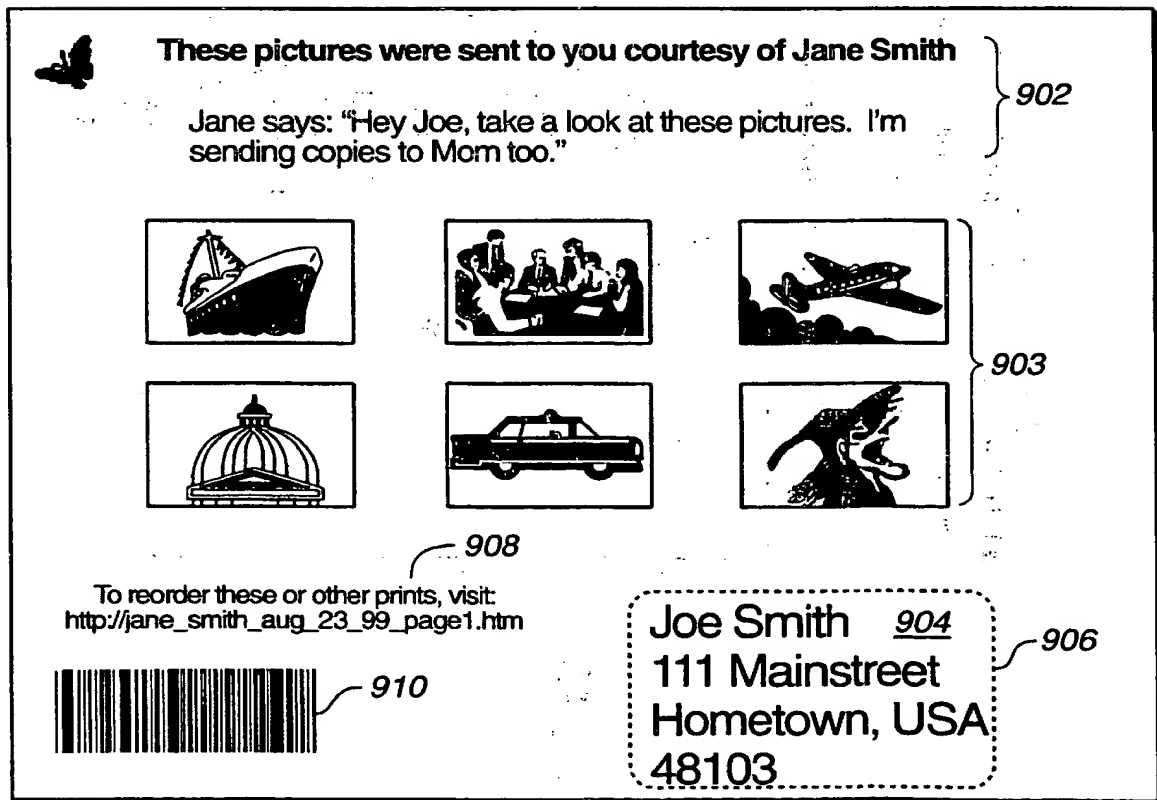 These pictures were sent to you courtesy of Jane Smith
902
Jane says: “Hey Joe, take a look at these pictures. I'm
sending copies to Mom too.”
903
908
To reorder these or other prints, visit:
http://jane_smith_aug_23_99_page1.htm
910
Joe Smith 904
111 Mainstreet
Hometown, USA
48103
906